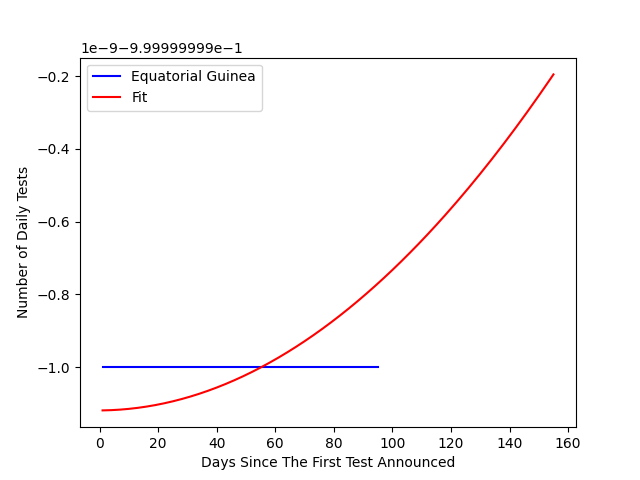 1e−9−9.99999999e−1
Equatorial Guinea
Fit
−0.2
−0.4
−0.6
−0.8
−1.0
Number of Daily Tests
0 20 40 60 80 100 120 140 160
Days Since The First Test Announced